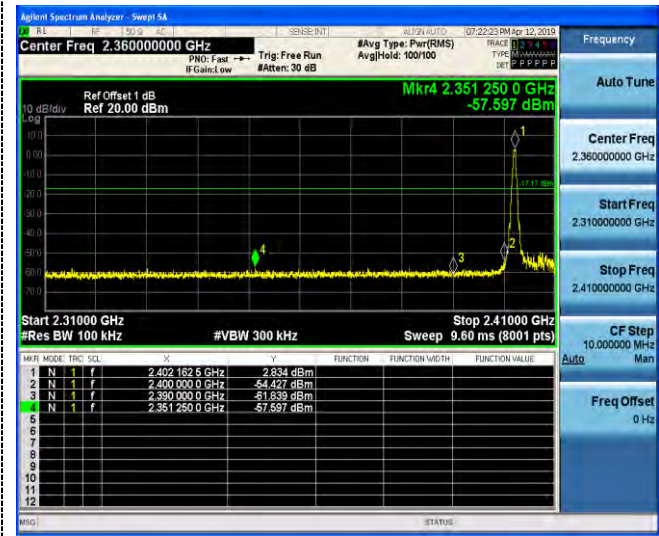 Agilent Spectrum Analyzer - Swept SA
RL RF 50 Ω AC SENSE:INT ALIGN AUTO 07:22:23 PM Apr 12, 2019
Center Freq 2.360000000 GHz #Avg Type: Pwr(RMS) TRACE 1 2 3 4 5 6 Frequency
PNO: Fast Trig: Free Run Avg|Hold: 100/100 TYPE
IFGain:Low #Atten: 30 dB DET P P P P P P
Auto Tune
Mkr4 2.351 250 0 GHz
Ref Offset 1 dB
10 dB/div Ref 20.00 dBm -57.597 dBm
Log
10.0
0.00
-10.0
-20.0
-30.0
-40.0
-50.0
-60.0
-70.0
1
-17.17 dBm
4
3
2
Center Freq
2.360000000 GHz
Start Freq
2.310000000 GHz
Stop Freq
2.410000000 GHz
Start 2.31000 GHz Stop 2.41000 GHz
#Res BW 100 kHz #VBW 300 kHz Sweep 9.60 ms (8001 pts)
CF Step
10.000000 MHz
Auto Man
Freq Offset
0 Hz
MKR MODE TRC SCL X Y FUNCTION FUNCTION WIDTH FUNCTION VALUE
1 N 1 f 2.402 162 5 GHz 2.834 dBm
2 N 1 f 2.400 000 0 GHz -54.427 dBm
3 N 1 f 2.390 000 0 GHz -61.839 dBm
4 N 1 f 2.351 250 0 GHz -57.597 dBm
5
6
7
8
9
10
11
12
MSG STATUS